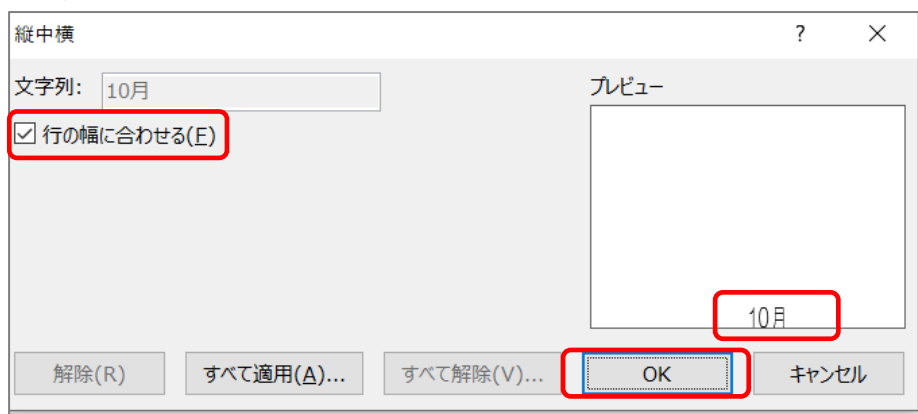 縦中横 ? ×
文字列: 10月
プレビュー
行の幅に合わせる(F)
10月
解除(R) すべて適用(A)... すべて解除(V)... OK キャンセル